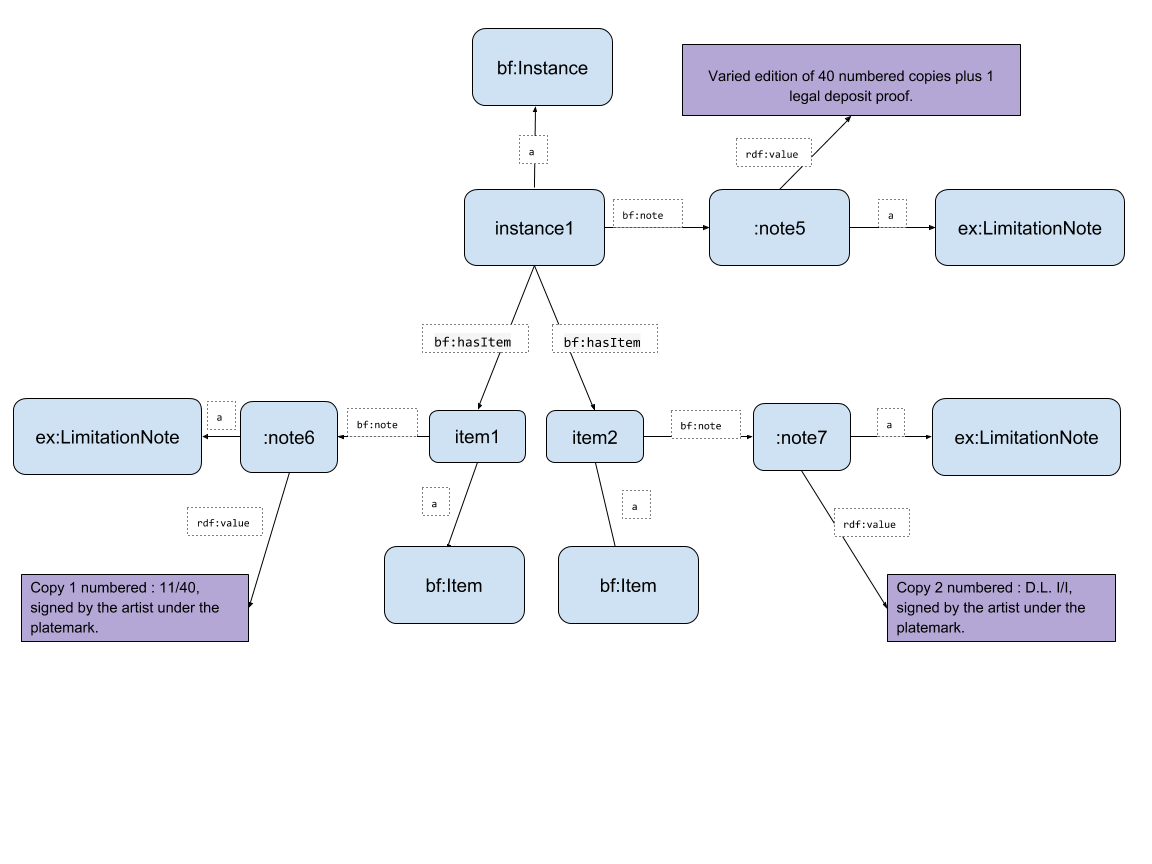 bf:Instance
Varied edition of 40 numbered copies plus 1
legal deposit proof.
a
rdf:value
instance1
bf:note
:note5
a
ex:LimitationNote
bf:hasItem
bf:hasItem
ex:LimitationNote
a
:note6
bf:note
item1
item2
bf:note
:note7
a
ex:LimitationNote
rdf:value
a
a
rdf:value
Copy 1 numbered : 11/40,
signed by the artist under the
platemark.
bf:Item
bf:Item
Copy 2 numbered : D.L. I/I,
signed by the artist under the
platemark.